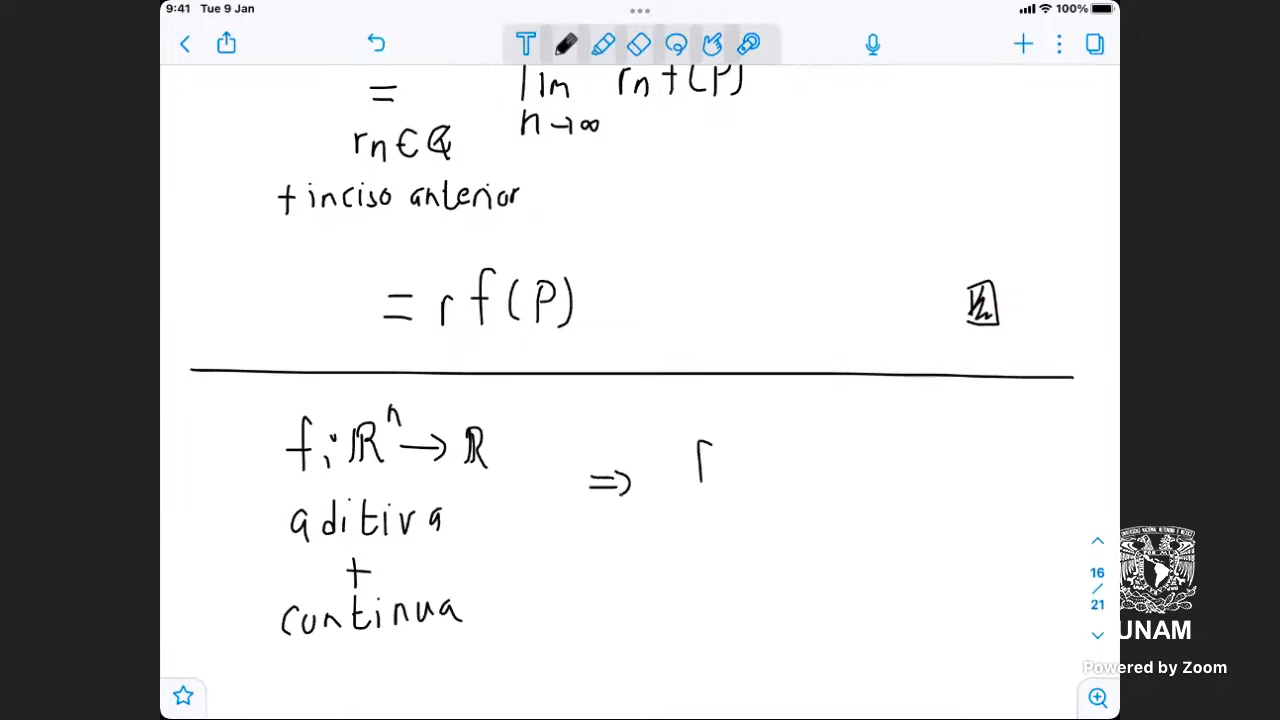 9:41 Tue 9 Jan 100%
= lim rn f(P)
n→∞
rn ∈ ℚ
+ inciso anterior
= r f(P)
f: ℝ^n → ℝ ⇒ Γ
aditiva
+
continua
16
/
21
UNAM
Powered by Zoom